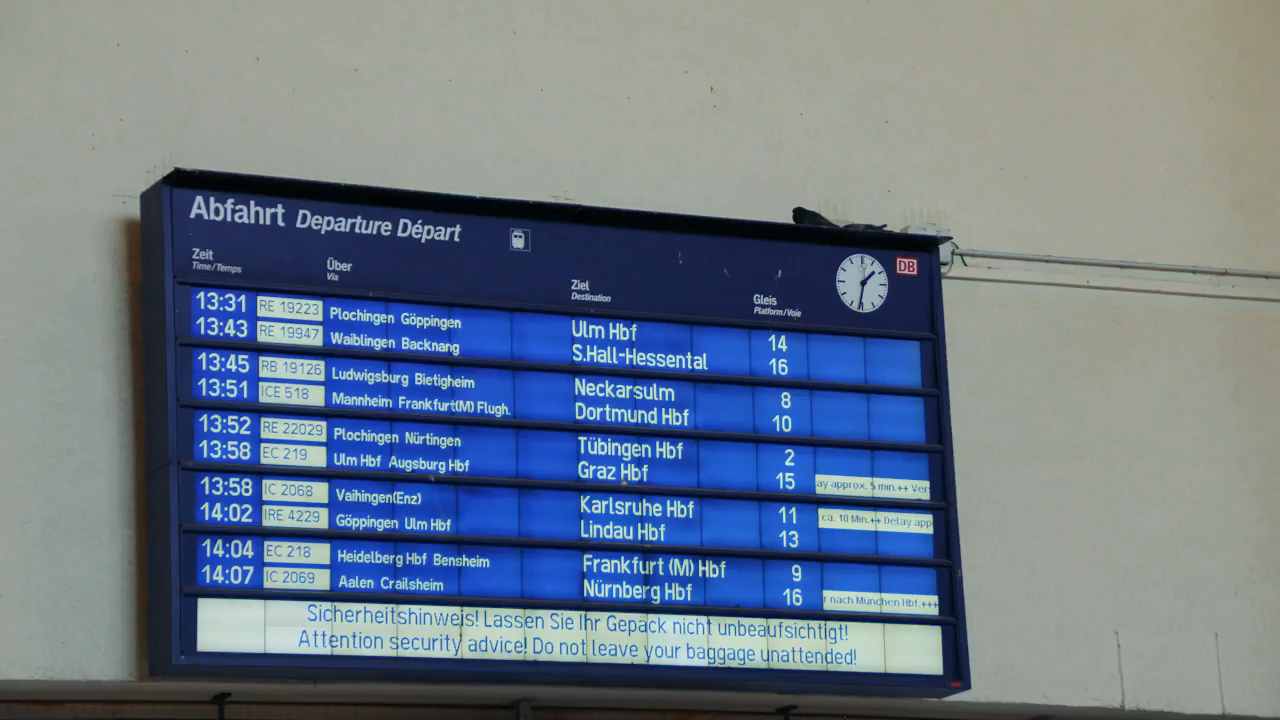 Abfahrt Departure Départ
DB
Zeit Über Ziel Gleis
Time/Temps Via Destination Platform/Voie
13:31 RE 19223 Plochingen Göppingen Ulm Hbf 14
13:43 RE 19947 Waiblingen Backnang S.Hall-Hessental 16
13:45 RB 19126 Ludwigsburg Bietigheim Neckarsulm 8
13:51 ICE 518 Mannheim Frankfurt(M) Flugh. Dortmund Hbf 10
13:52 RE 22029 Plochingen Nürtingen Tübingen Hbf 2
13:58 EC 219 Ulm Hbf Augsburg Hbf Graz Hbf 15 ay approx. 5 min.++ Ver
13:58 IC 2068 Vaihingen(Enz) Karlsruhe Hbf 11 ca. 10 Min.++ Delay app
14:02 IRE 4229 Göppingen Ulm Hbf Lindau Hbf 13
14:04 EC 218 Heidelberg Hbf Bensheim Frankfurt (M) Hbf 9
14:07 IC 2069 Aalen Crailsheim Nürnberg Hbf 16 r nach München Hbf.+++
Sicherheitshinweis! Lassen Sie Ihr Gepäck nicht unbeaufsichtigt!
Attention security advice! Do not leave your baggage unattended!